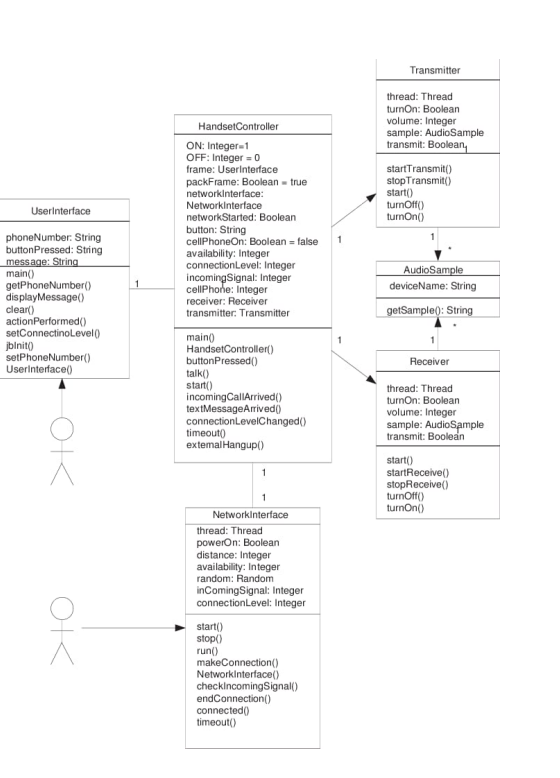 Transmitter
thread: Thread
turnOn: Boolean
volume: Integer
sample: AudioSample
transmit: Boolean
startTransmit()
stopTransmit()
start()
turnOff()
turnOn()
HandsetController
ON: Integer=1
OFF: Integer = 0
frame: UserInterface
packFrame: Boolean = true
networkInterface:
NetworkInterface
networkStarted: Boolean
button: String
cellPhoneOn: Boolean = false
availability: Integer
connectionLevel: Integer
incomingSignal: Integer
cellPhone: Integer
receiver: Receiver
transmitter: Transmitter
main()
HandsetController()
buttonPressed()
talk()
start()
incomingCallArrived()
textMessageArrived()
connectionLevelChanged()
timeout()
externalHangup()
UserInterface
phoneNumber: String
buttonPressed: String
message: String
main()
getPhoneNumber()
displayMessage()
clear()
actionPerformed()
setConnectinoLevel()
jbInit()
setPhoneNumber()
UserInterface()
1
1
1
*
AudioSample
deviceName: String
getSample(): String
*
1
1
Receiver
thread: Thread
turnOn: Boolean
volume: Integer
sample: AudioSample
transmit: Boolean
start()
startReceive()
stopReceive()
turnOff()
turnOn()
1
1
NetworkInterface
thread: Thread
powerOn: Boolean
distance: Integer
availability: Integer
random: Random
inComingSignal: Integer
connectionLevel: Integer
start()
stop()
run()
makeConnection()
NetworkInterface()
checkIncomingSignal()
endConnection()
connected()
timeout()